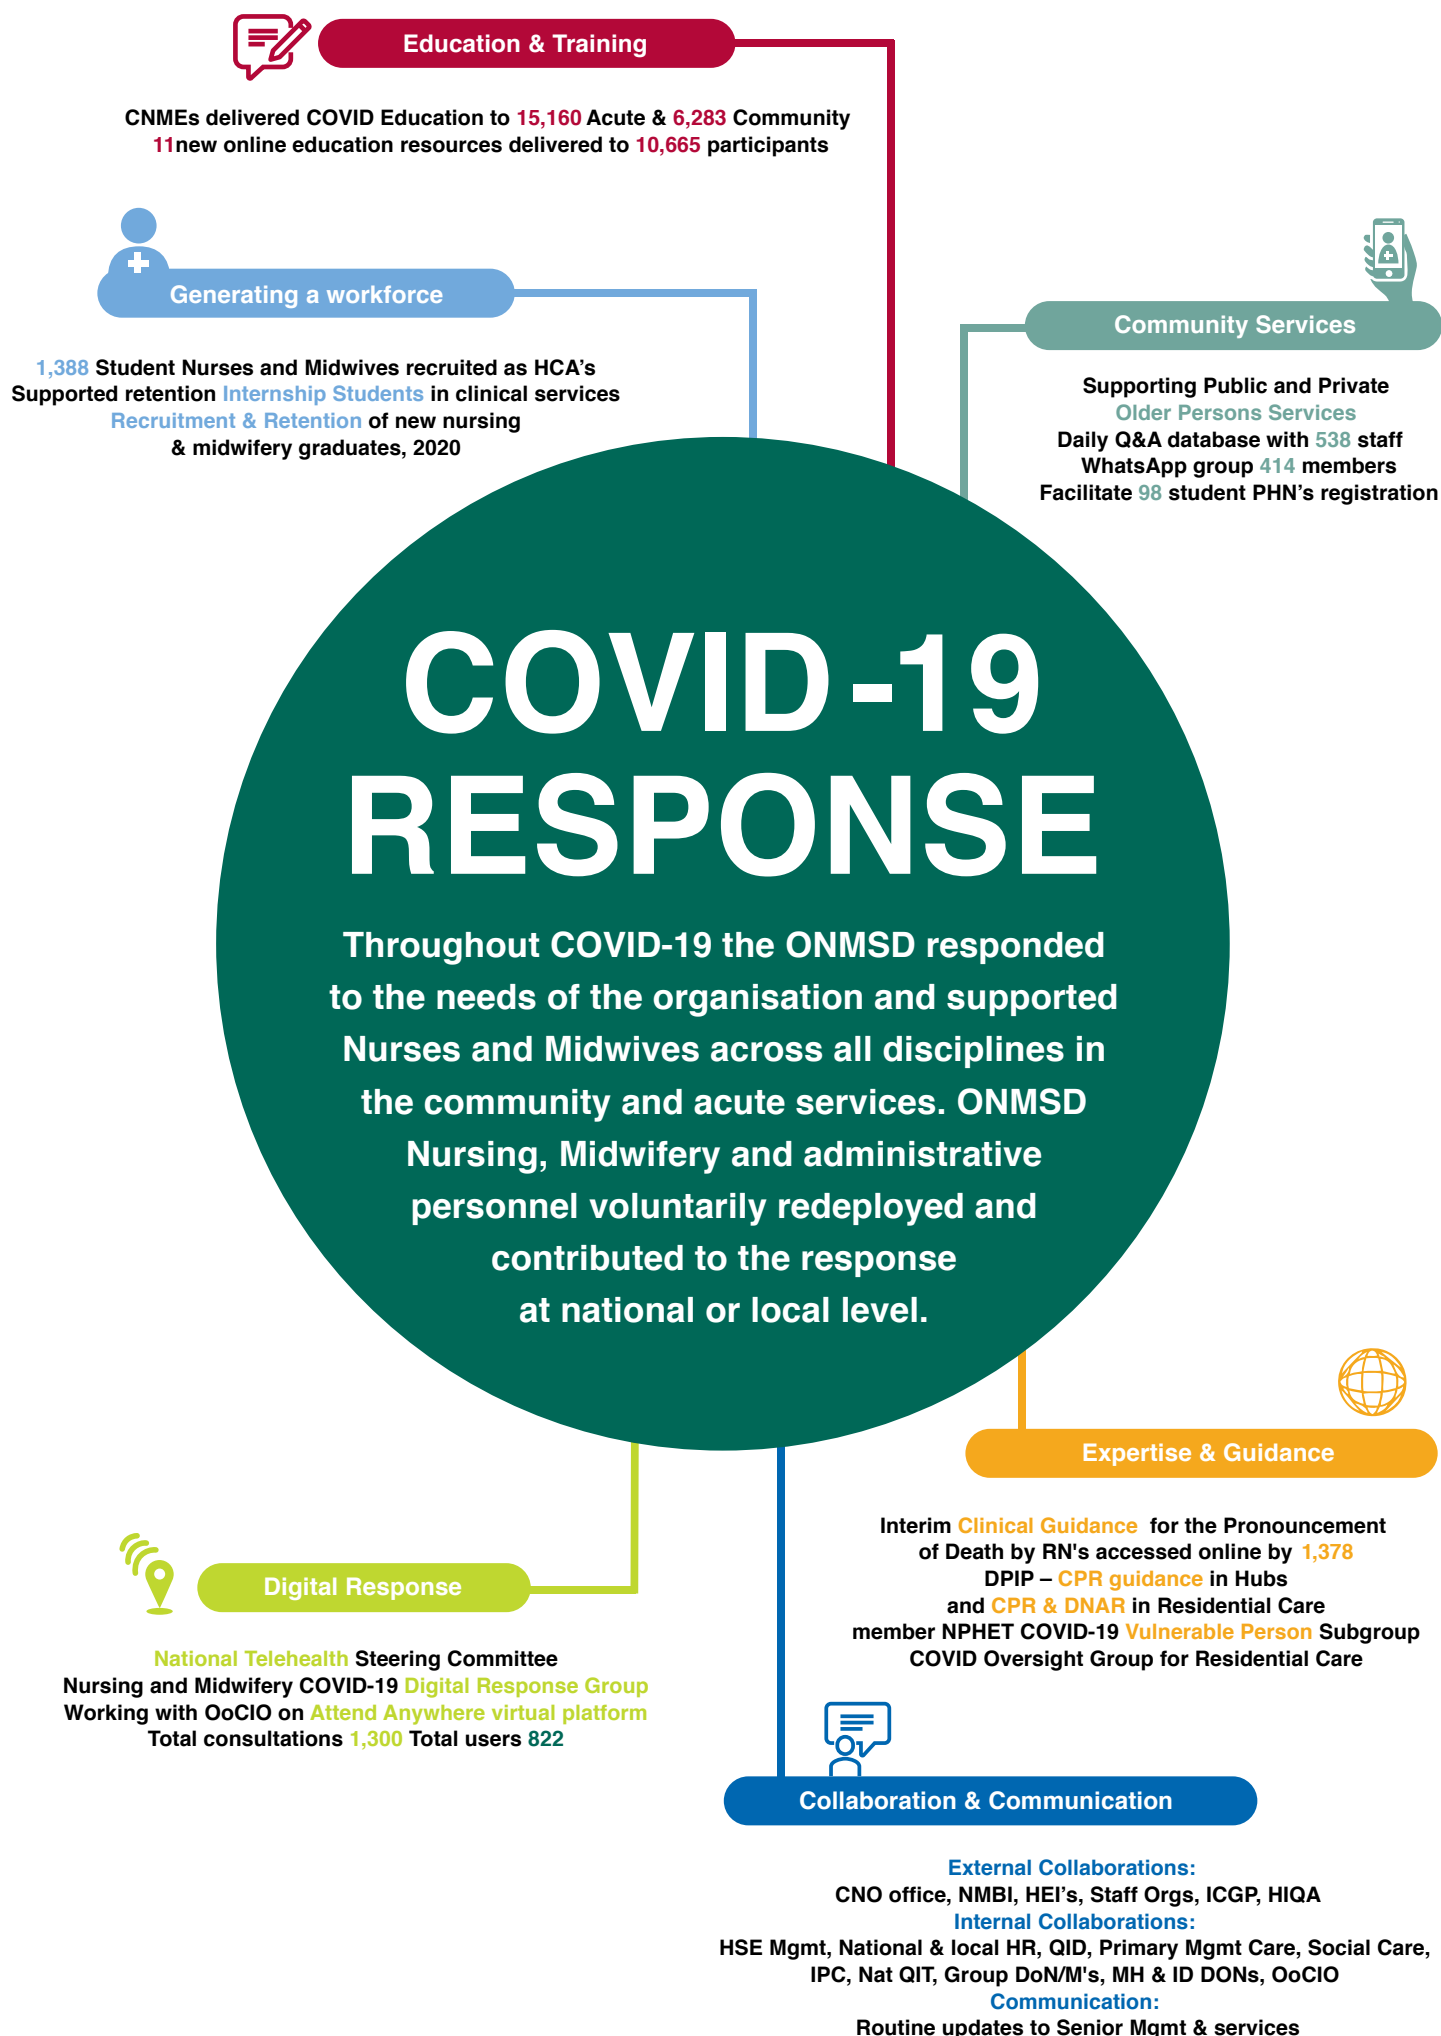 Education & Training
CNMEs delivered COVID Education to 15,160 Acute & 6,283 Community
11new online education resources delivered to 10,665 participants
Generating a workforce
1,388 Student Nurses and Midwives recruited as HCA's
Supported retention Internship Students in clinical services
Recruitment & Retention of new nursing
& midwifery graduates, 2020
Community Services
Supporting Public and Private
Older Persons Services
Daily Q&A database with 538 staff
WhatsApp group 414 members
Facilitate 98 student PHN's registration
COVID-19
RESPONSE
Throughout COVID-19 the ONMSD responded
to the needs of the organisation and supported
Nurses and Midwives across all disciplines in
the community and acute services. ONMSD
Nursing, Midwifery and administrative
personnel voluntarily redeployed and
contributed to the response
at national or local level.
Expertise & Guidance
Interim Clinical Guidance for the Pronouncement
of Death by RN's accessed online by 1,378
DPIP – CPR guidance in Hubs
and CPR & DNAR in Residential Care
member NPHET COVID-19 Vulnerable Person Subgroup
COVID Oversight Group for Residential Care
Digital Response
National Telehealth Steering Committee
Nursing and Midwifery COVID-19 Digital Response Group
Working with OoCIO on Attend Anywhere virtual platform
Total consultations 1,300 Total users 822
Collaboration & Communication
External Collaborations:
CNO office, NMBI, HEI's, Staff Orgs, ICGP, HIQA
Internal Collaborations:
HSE Mgmt, National & local HR, QID, Primary Mgmt Care, Social Care,
IPC, Nat QIT, Group DoN/M's, MH & ID DONs, OoCIO
Communication:
Routine updates to Senior Mgmt & services